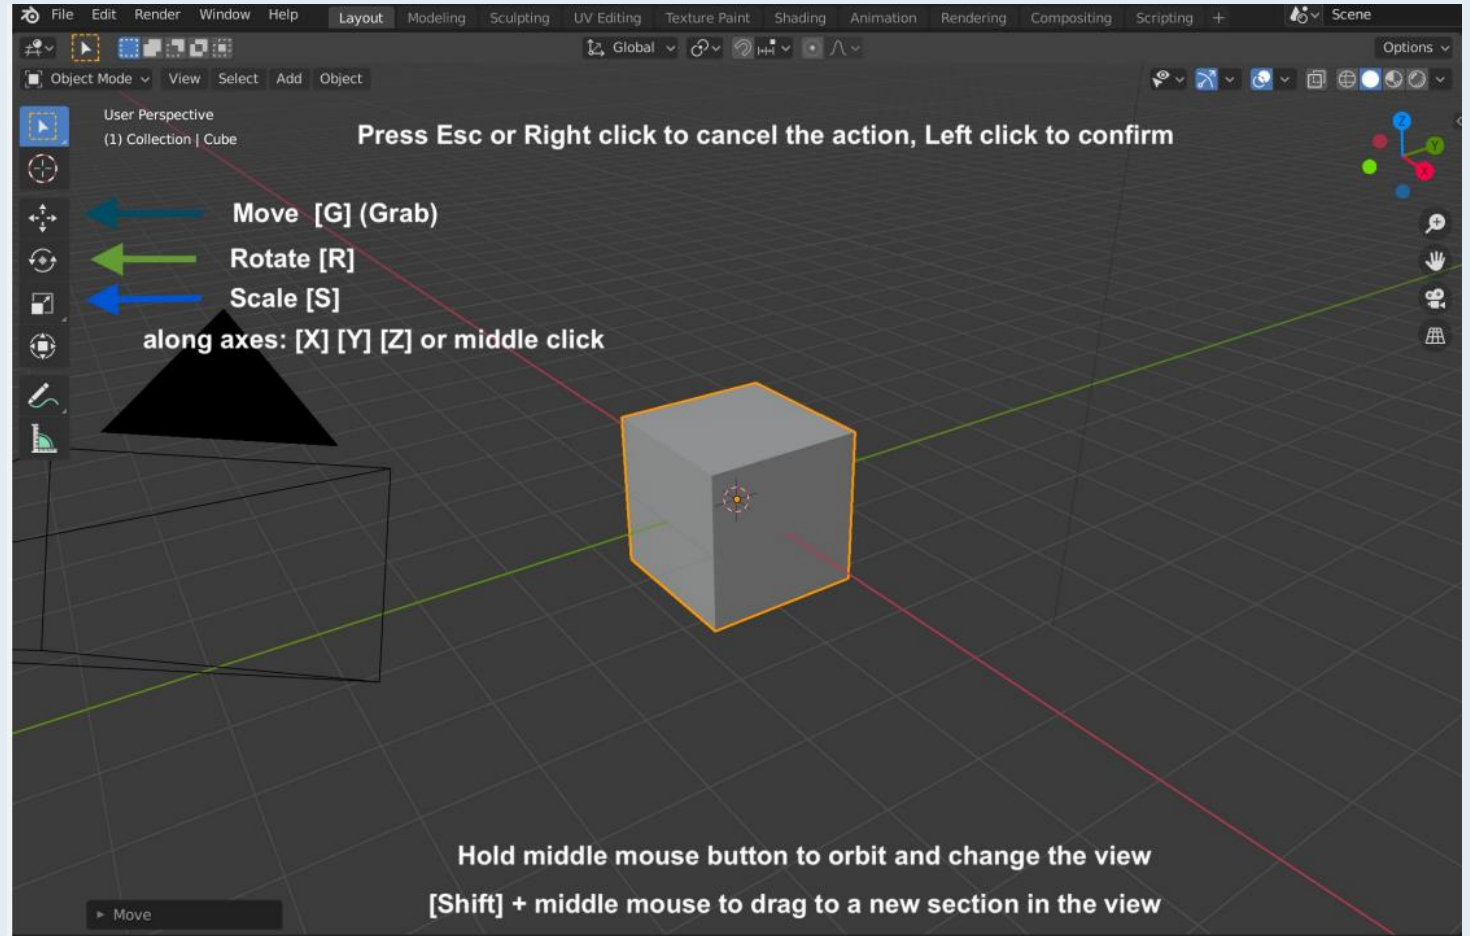 File Edit Render Window Help Layout Modeling Sculpting UV Editing Texture Paint Shading Animation Rendering Compositing Scripting + Scene
Global Options
Object Mode View Select Add Object
User Perspective
(1) Collection | Cube
Press Esc or Right click to cancel the action, Left click to confirm
Z
Y
X
Move [G] (Grab)
Rotate [R]
Scale [S]
along axes: [X] [Y] [Z] or middle click
Hold middle mouse button to orbit and change the view
[Shift] + middle mouse to drag to a new section in the view
Move